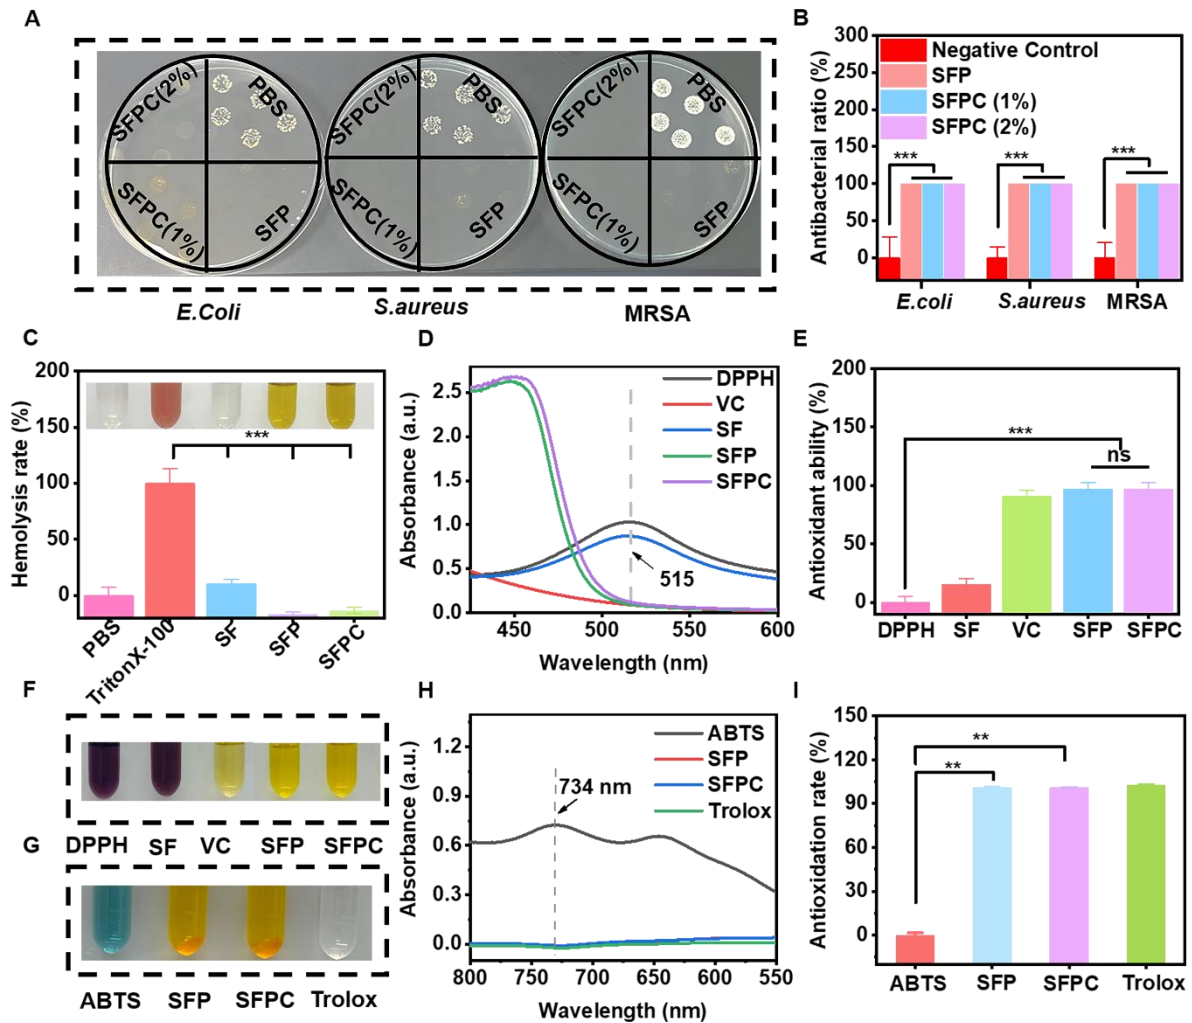 A
SFPC(2%)
PBS
SFPC(1%)
SFP
SFPC(2%)
PBS
SFPC(1%)
SFP
SFPC(2%)
PBS
SFPC(1%)
SFP
E.Coli
S.aureus
MRSA
B
Antibacterial ratio (%)
300
250
200
150
100
50
0
Negative Control
SFP
SFPC (1%)
SFPC (2%)
***
***
***
E.coli
S.aureus
MRSA
C
Hemolysis rate (%)
200
150
100
50
0
***
PBS
TritonX-100
SF
SFP
SFPC
D
Absorbance (a.u.)
2.5
2.0
1.5
1.0
0.5
0.0
DPPH
VC
SF
SFP
SFPC
515
450
500
550
600
Wavelength (nm)
E
Antioxidant ability (%)
200
150
100
50
0
***
ns
DPPH
SF
VC
SFP
SFPC
F
DPPH
SF
VC
SFP
SFPC
G
ABTS
SFP
SFPC
Trolox
H
Absorbance (a.u.)
1.2
0.9
0.6
0.3
0.0
ABTS
SFP
SFPC
Trolox
734 nm
800
750
700
650
600
550
Wavelength (nm)
I
Antioxidation rate (%)
150
120
90
60
30
0
**
**
ABTS
SFP
SFPC
Trolox